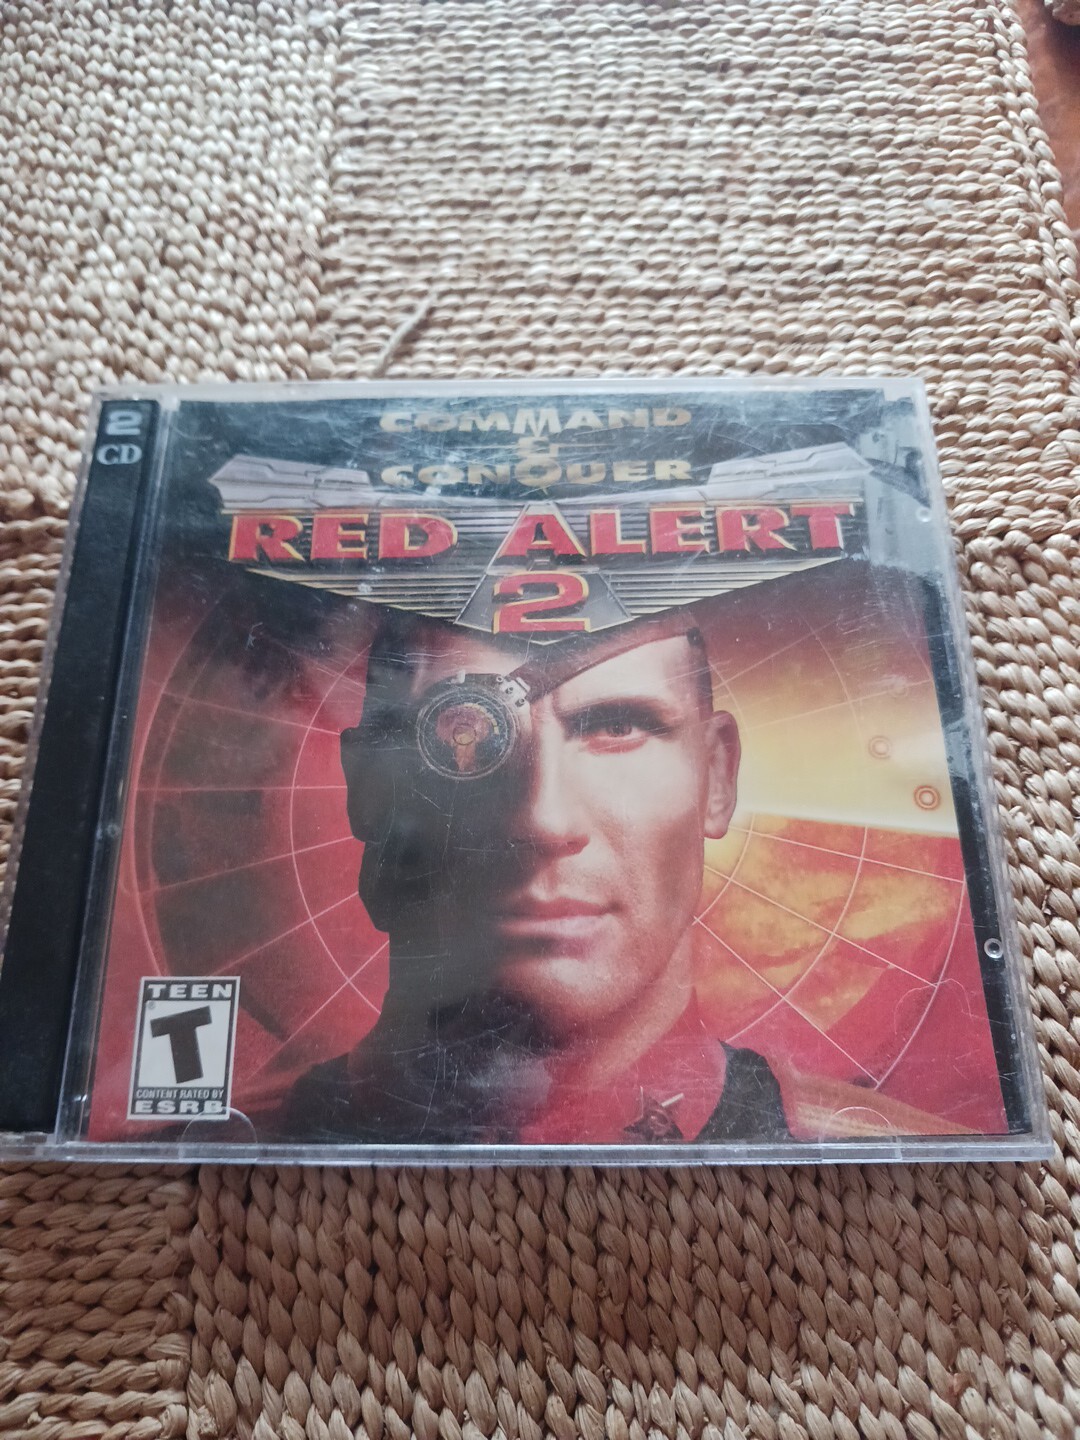 2
CD
COMMAND
&
CONQUER
RED ALERT
2
TEEN
T
CONTENT RATED BY
ESRB